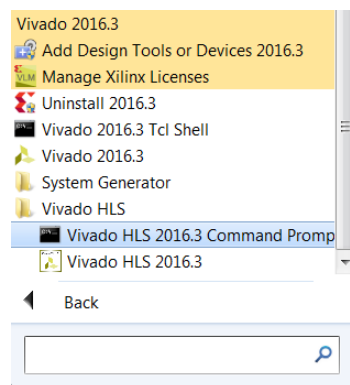 Vivado 2016.3
Add Design Tools or Devices 2016.3
Manage Xilinx Licenses
Uninstall 2016.3
Vivado 2016.3 Tcl Shell
Vivado 2016.3
System Generator
Vivado HLS
Vivado HLS 2016.3 Command Promp
Vivado HLS 2016.3
Back